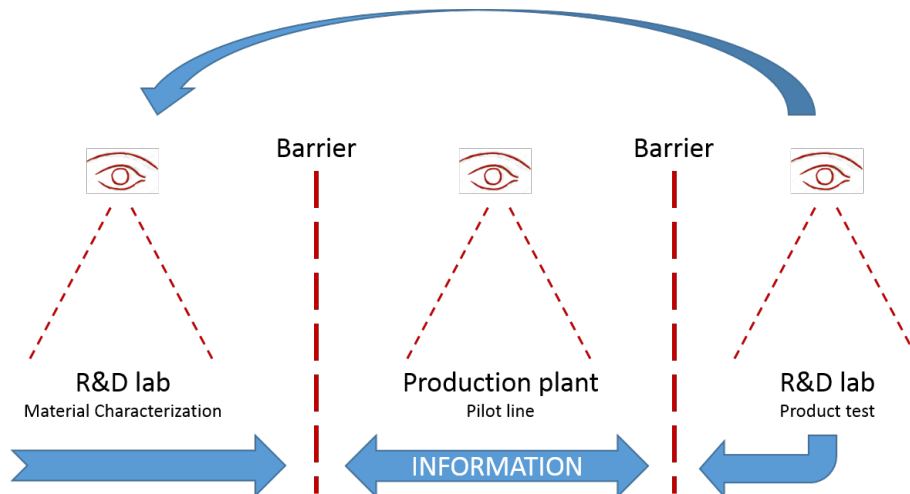 Barrier
Barrier
R&D lab
Material Characterization
Production plant
Pilot line
R&D lab
Product test
INFORMATION